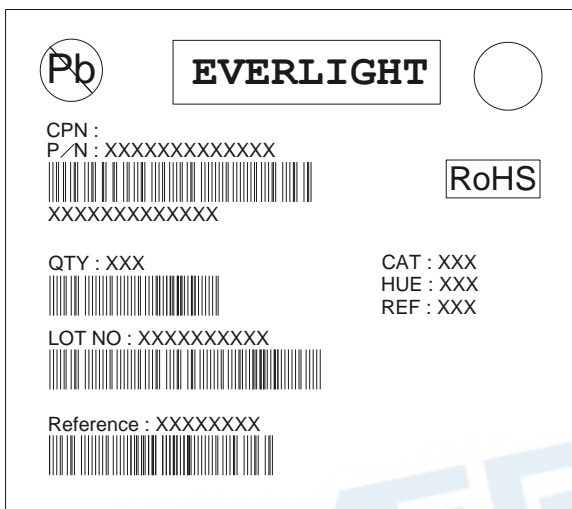 Pb
EVERLIGHT
CPN :
P/N : XXXXXXXXXXXXX
XXXXXXXXXXXXX
RoHS
QTY : XXX
CAT : XXX
HUE : XXX
REF : XXX
LOT NO : XXXXXXXXXX
Reference : XXXXXXXX